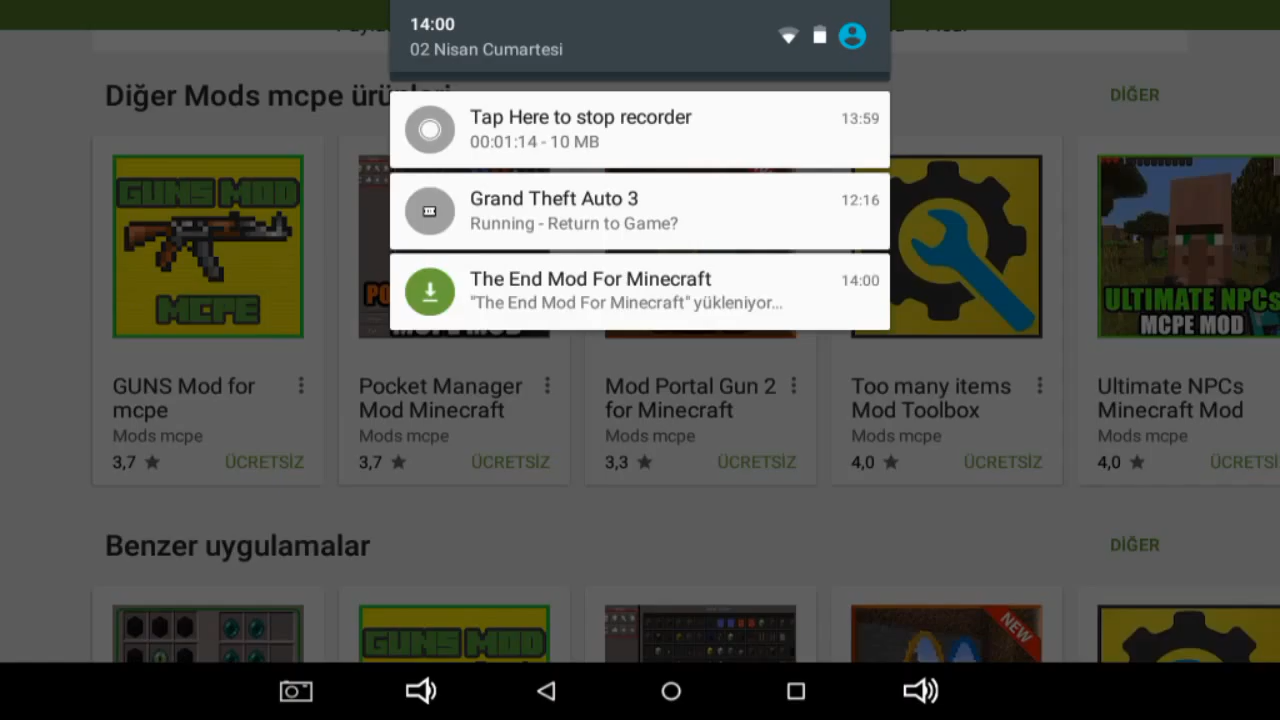 14:00
02 Nisan Cumartesi
Tap Here to stop recorder
13:59
00:01:14 - 10 MB
Grand Theft Auto 3
12:16
Running - Return to Game?
The End Mod For Minecraft
14:00
"The End Mod For Minecraft" yükleniyor...
Diğer Mods mcpe ürünleri
DİĞER
GUNS MOD
MCPE
ULTIMATE NPCs
MCPE MOD
GUNS Mod for
mcpe
Mods mcpe
3,7
ÜCRETSİZ
Pocket Manager
Mod Minecraft
Mods mcpe
3,7
ÜCRETSİZ
Mod Portal Gun 2
for Minecraft
Mods mcpe
3,3
ÜCRETSİZ
Too many items
Mod Toolbox
Mods mcpe
4,0
ÜCRETSİZ
Ultimate NPCs
Minecraft Mod
Mods mcpe
4,0
ÜCRETSİ
Benzer uygulamalar
DİĞER
GUNS MOD
NEW